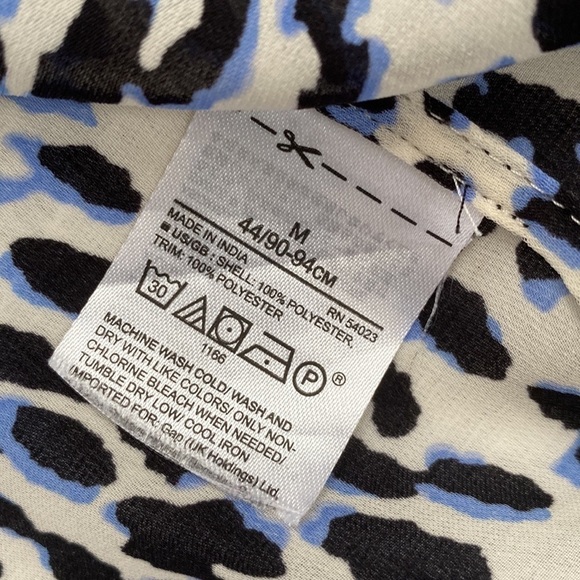 M
44/90-94CM
MADE IN INDIA RN 54023
■ US/GB : SHELL: 100% POLYESTER,
TRIM: 100% POLYESTER
30 P ®
1166
MACHINE WASH COLD/ WASH AND
DRY WITH LIKE COLORS/ ONLY NON-
CHLORINE BLEACH WHEN NEEDED/
TUMBLE DRY LOW/ COOL IRON
IMPORTED FOR: Gap (UK Holdings) Ltd.